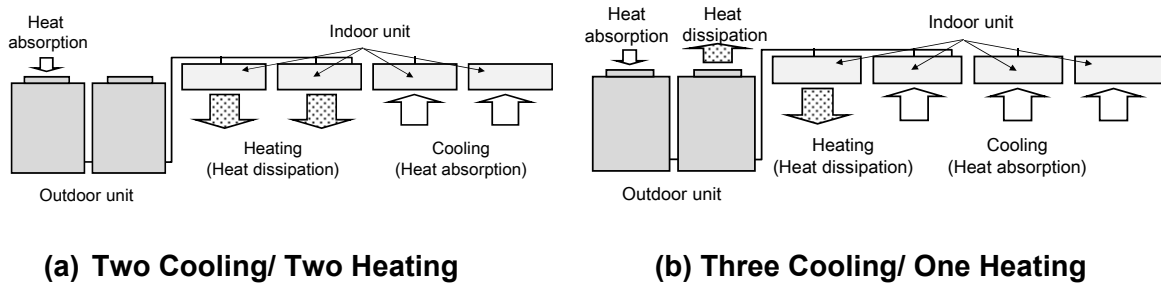 Heat
absorption
Indoor unit
Heating
(Heat dissipation)
Cooling
(Heat absorption)
Outdoor unit
(a) Two Cooling/ Two Heating
Heat
absorption
Heat
dissipation
Indoor unit
Heating
(Heat dissipation)
Cooling
(Heat absorption)
Outdoor unit
(b) Three Cooling/ One Heating